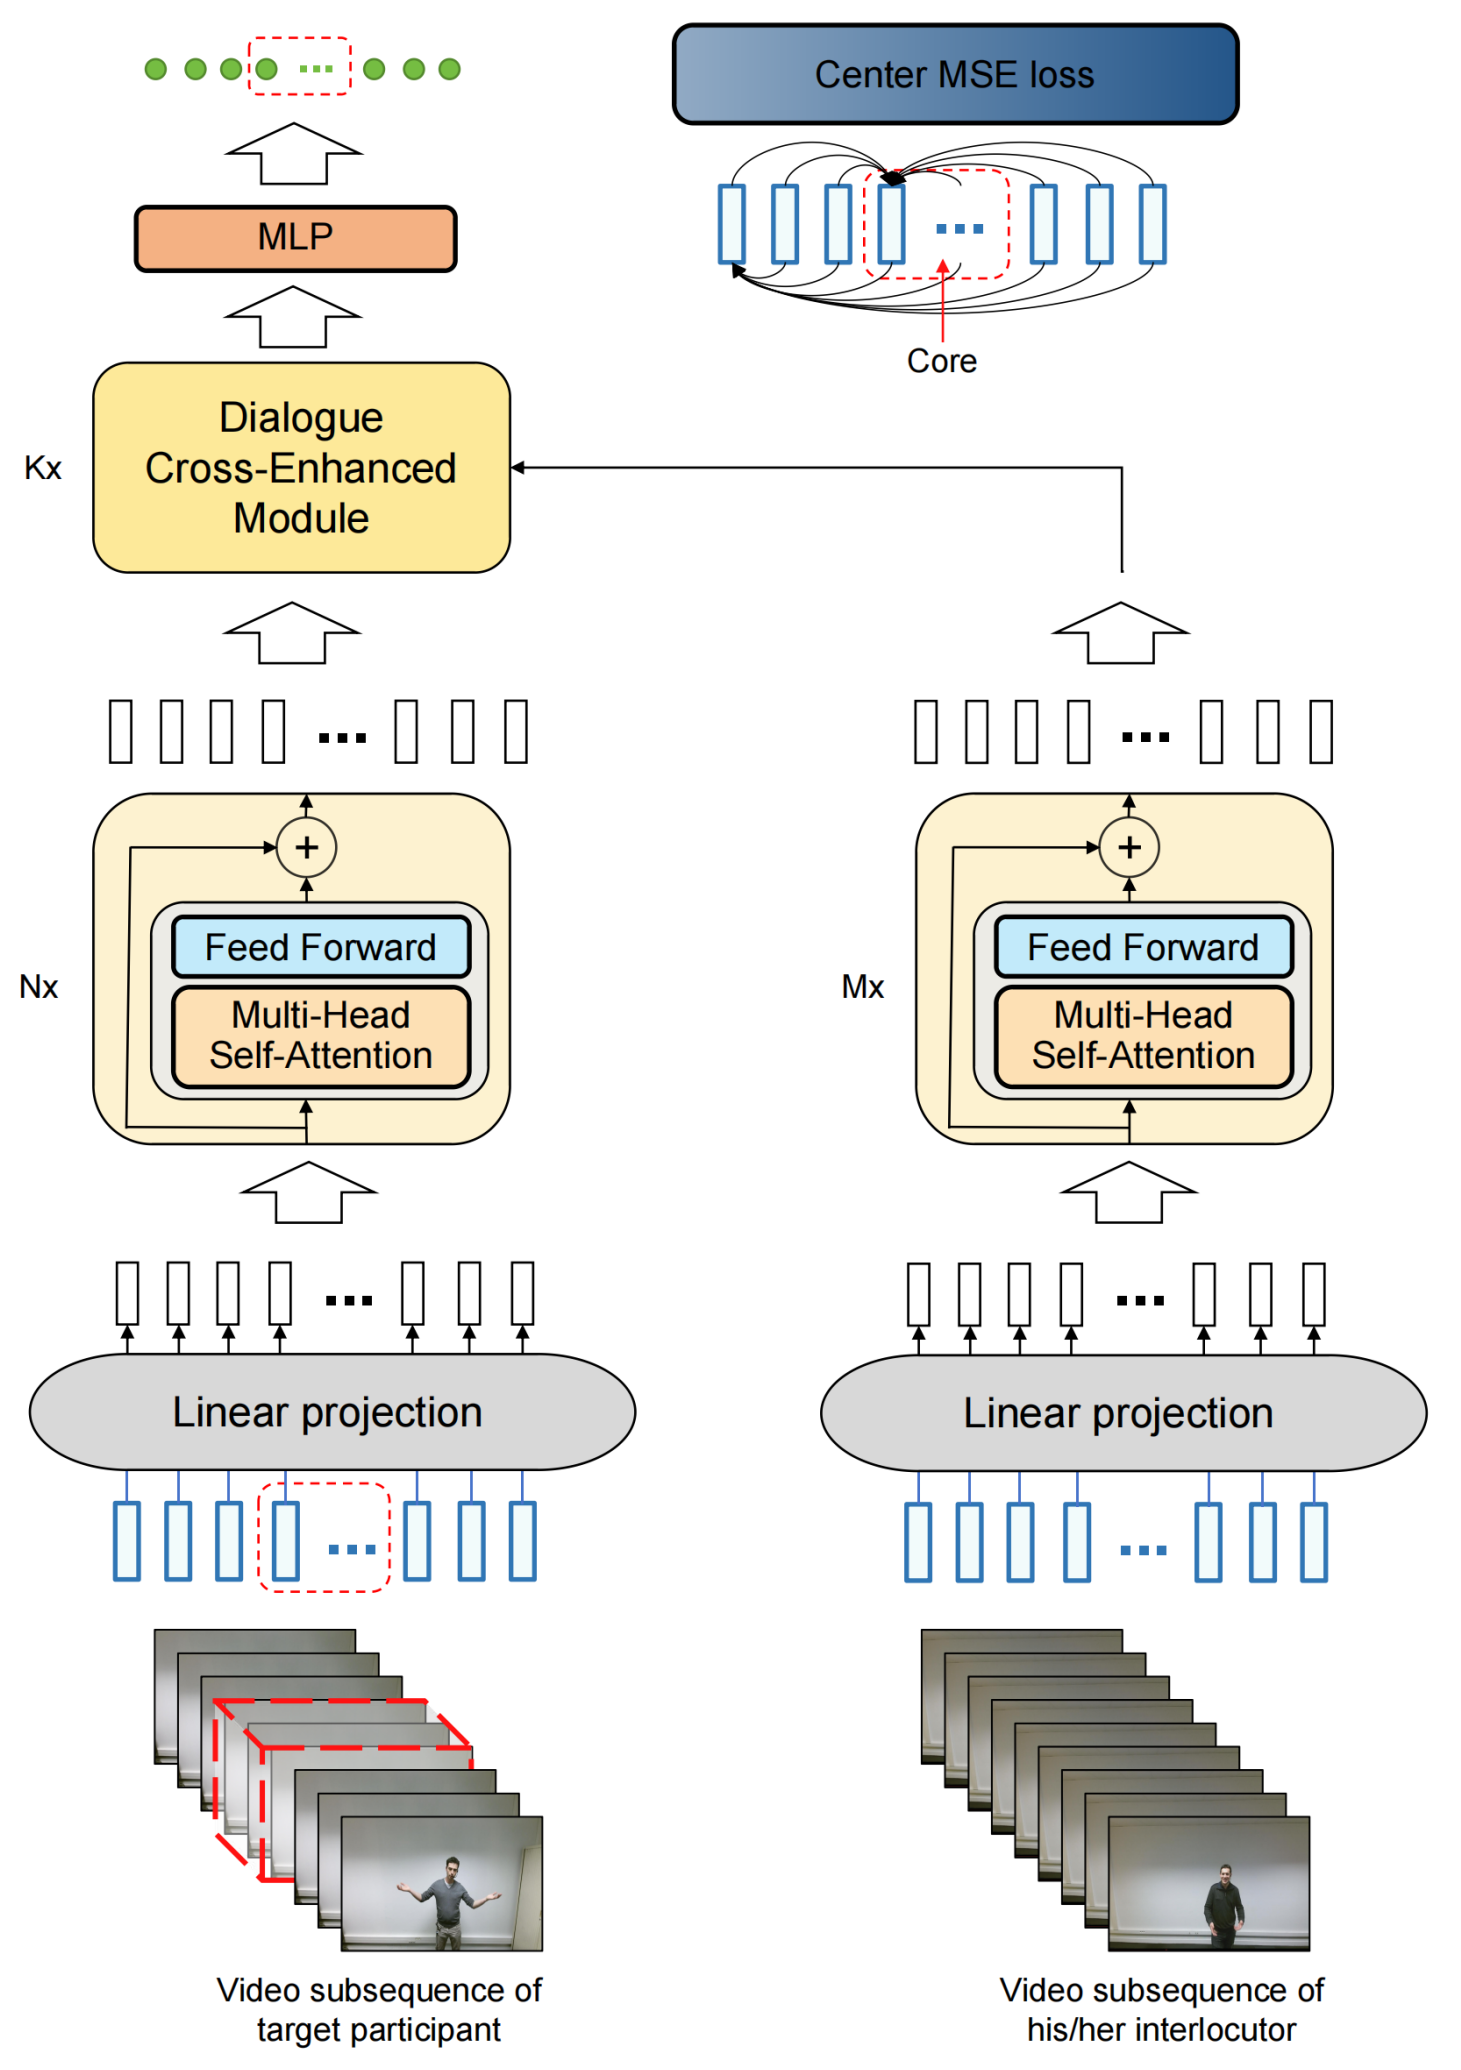 Center MSE loss
MLP
Core
Dialogue
Cross-Enhanced
Module
Kx
+
+
Feed Forward
Feed Forward
Nx
Multi-Head
Self-Attention
Mx
Multi-Head
Self-Attention
Linear projection
Linear projection
Video subsequence of
target participant
Video subsequence of
his/her interlocutor